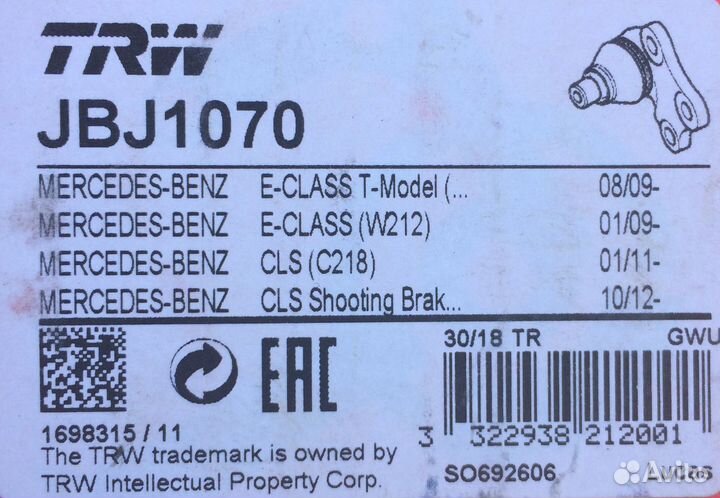 TRW
JBJ1070
MERCEDES-BENZ E-CLASS T-Model (... 08/09-
MERCEDES-BENZ E-CLASS (W212) 01/09-
MERCEDES-BENZ CLS (C218) 01/11-
MERCEDES-BENZ CLS Shooting Brak... 10/12-
30/18 TR GWU
EAC
1698315 / 11
3 322938 212001
The TRW trademark is owned by
TRW Intellectual Property Corp.
SO692606
Avito